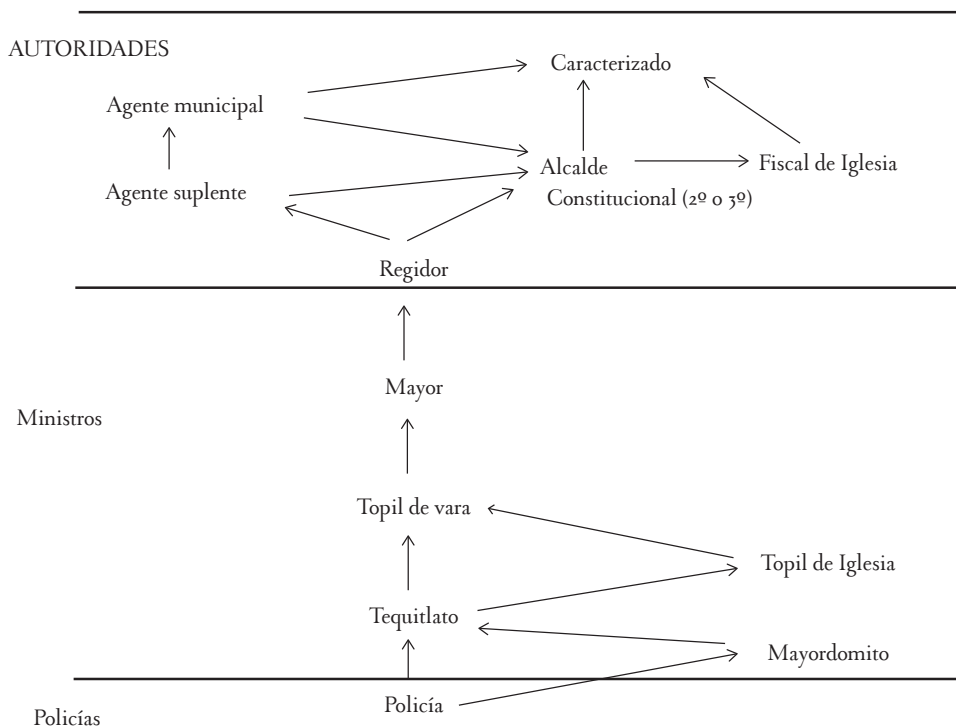 AUTORIDADES
Caracterizado
Agente municipal
Alcalde
Fiscal de Iglesia
Agente suplente
Constitucional (2º o 3º)
Regidor
Mayor
Ministros
Topil de vara
Topil de Iglesia
Tequitlato
Mayordomito
Policía
Policías